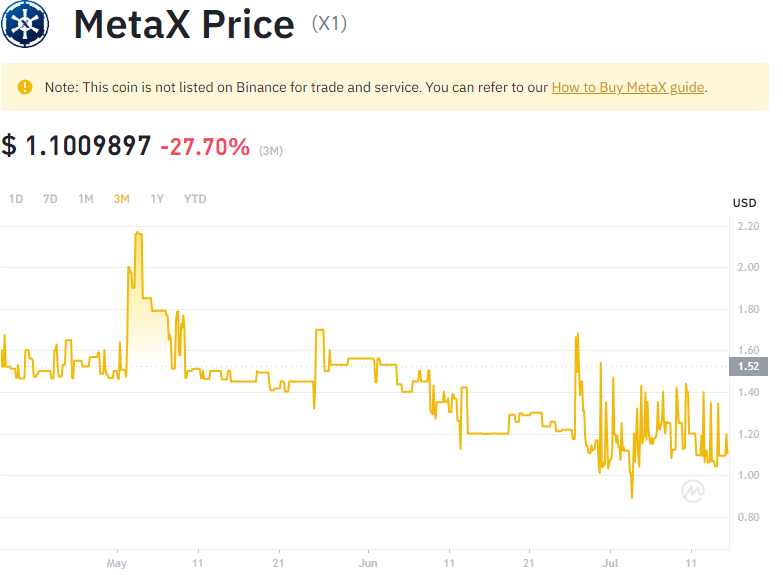 MetaX Price (X1)
Note: This coin is not listed on Binance for trade and service. You can refer to our How to Buy MetaX guide.
$ 1.1009897 -27.70% (3M)
1D 7D 1M 3M 1Y YTD
USD
2.20
2.00
1.80
1.60
1.52
1.40
1.20
1.00
0.80
May 11 21 Jun 11 21 Jul 11